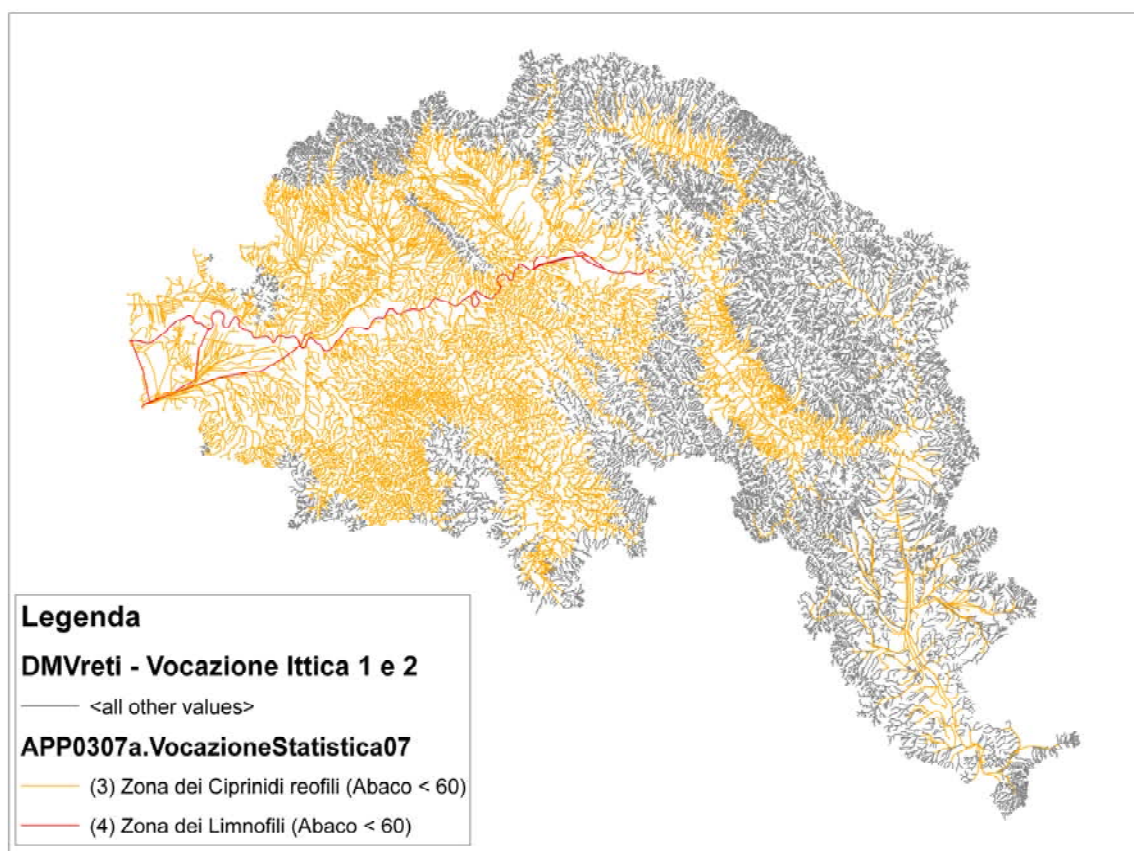 Legenda
DMVreti - Vocazione Ittica 1 e 2
<all other values>
APP0307a.VocazioneStatistica07
(3) Zona dei Ciprinidi reofili (Abaco < 60)
(4) Zona dei Limnofili (Abaco < 60)